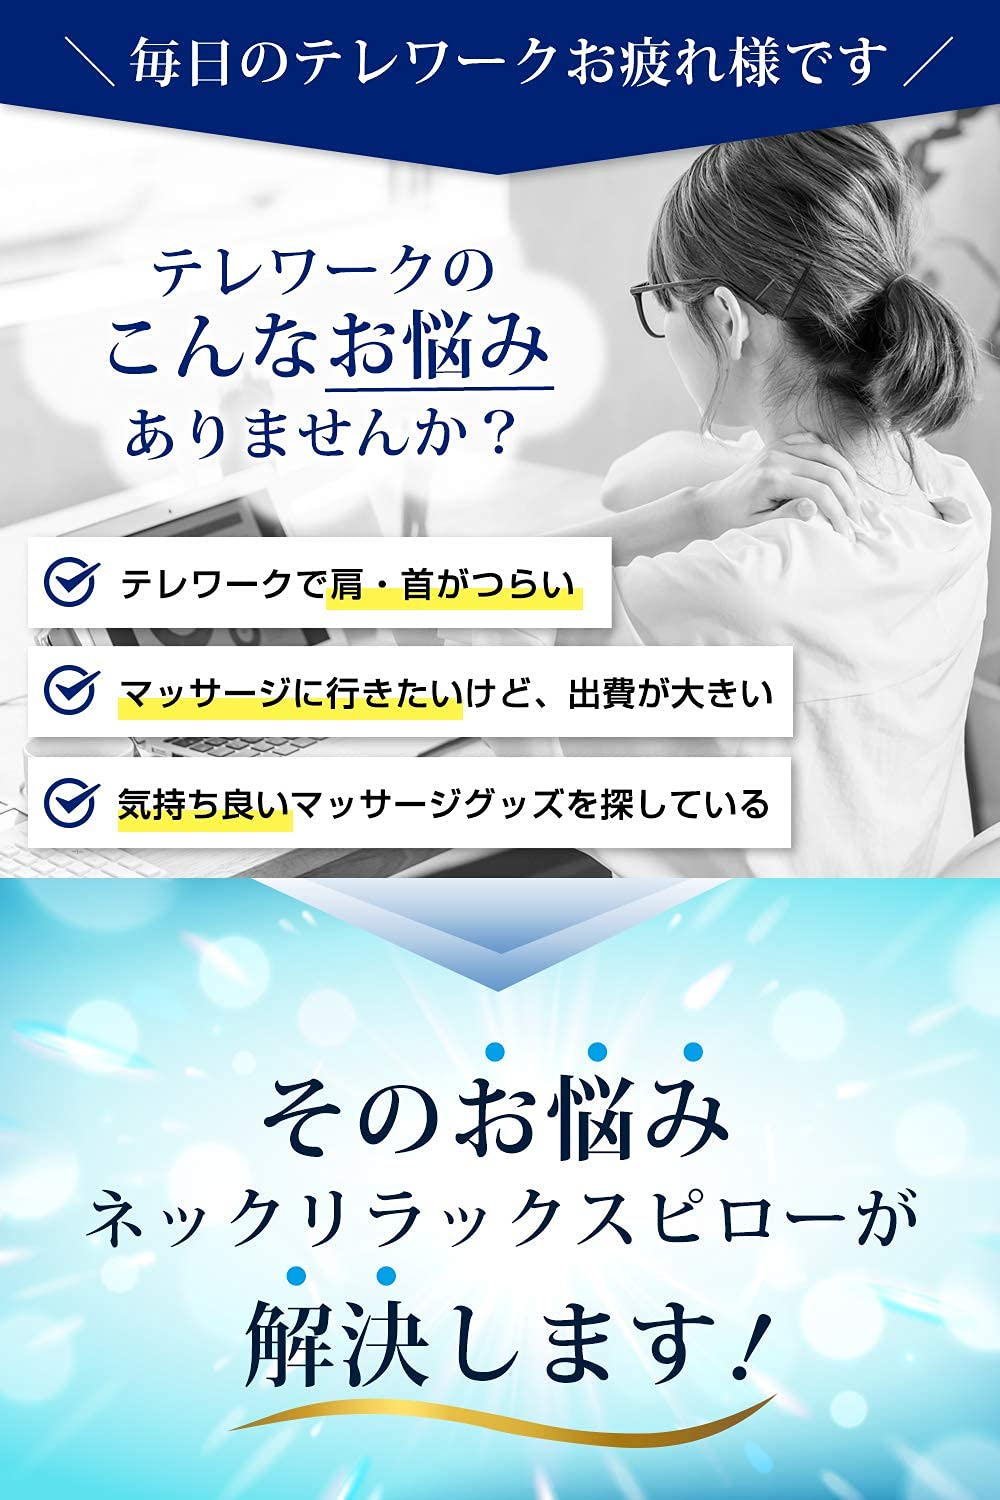 ＼ 毎日のテレワークお疲れ様です ／
テレワークの
こんなお悩み
ありませんか？
テレワークで肩・首がつらい
マッサージに行きたいけど、出費が大きい
気持ち良いマッサージグッズを探している
そのお悩み
ネックリラックスピローが
解決します！